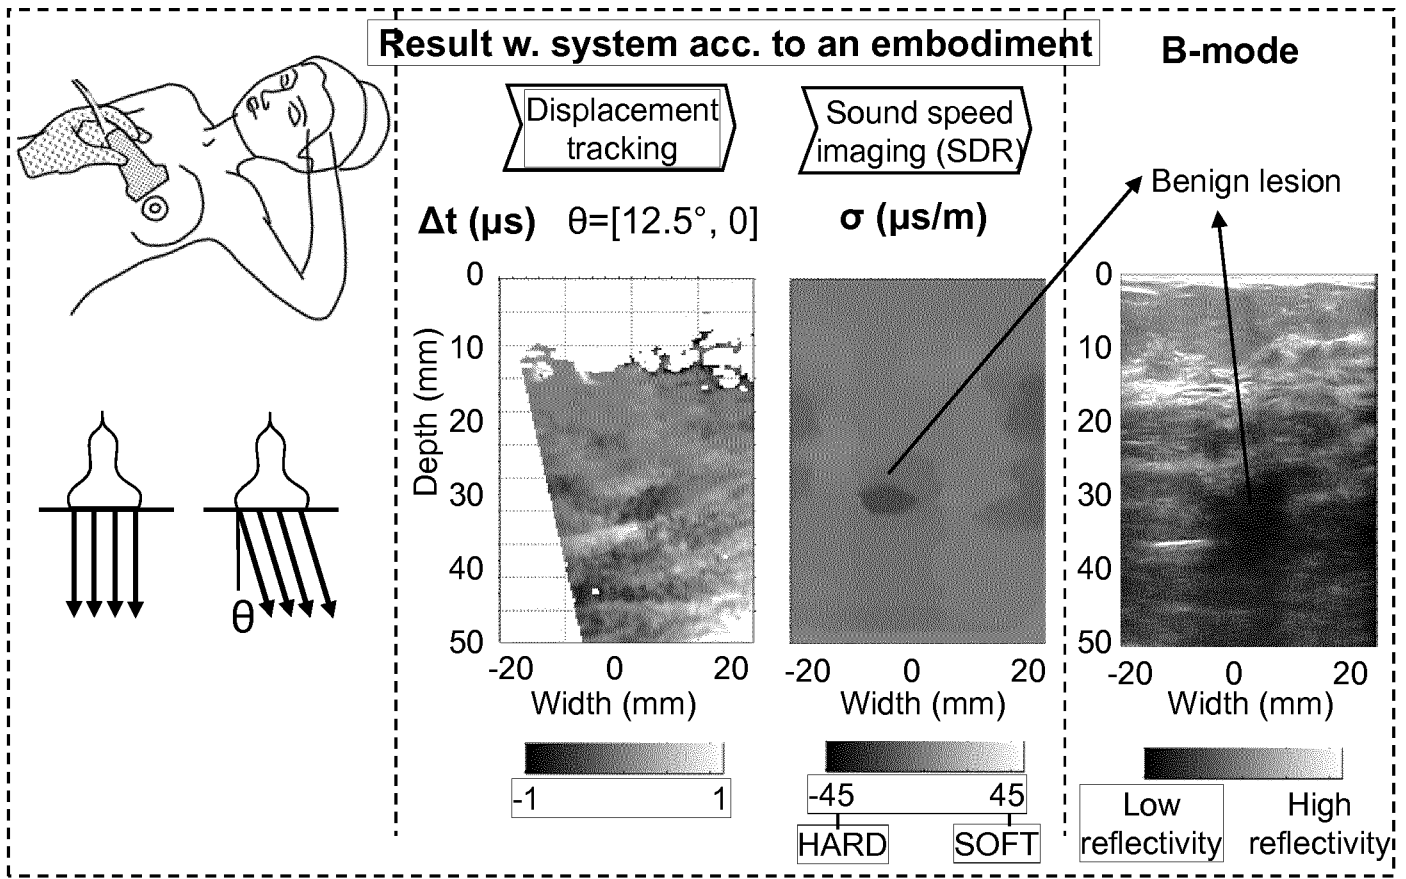 Result w. system acc. to an embodiment
B-mode
Displacement
tracking
Sound speed
imaging (SDR)
Benign lesion
Δt (µs) θ=[12.5°, 0]
σ (µs/m)
θ
Depth (mm)
0
10
20
30
40
50
-20 0 20
Width (mm)
-1 1
-20 0 20
Width (mm)
-45 45
HARD SOFT
0
10
20
30
40
50
-20 0 20
Width (mm)
Low
reflectivity
High
reflectivity